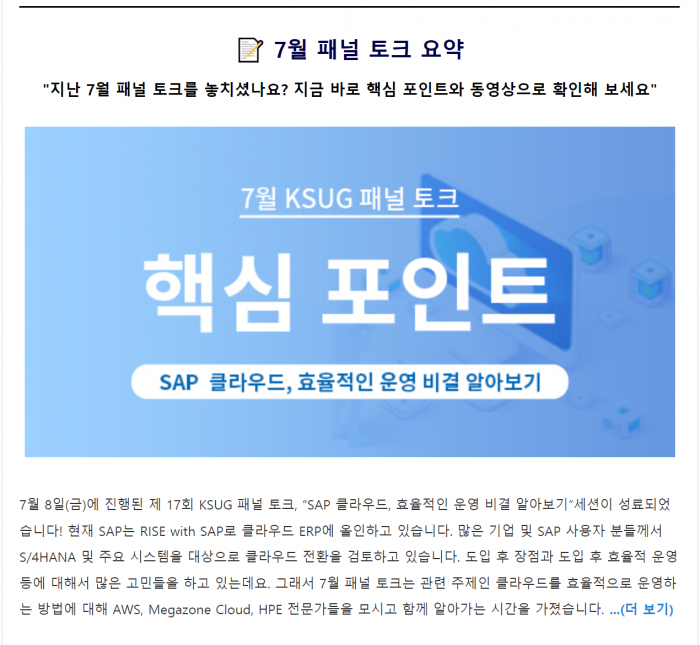 7월 패널 토크 요약
"지난 7월 패널 토크를 놓치셨나요? 지금 바로 핵심 포인트와 동영상으로 확인해 보세요"
7월 KSUG 패널 토크
핵심 포인트
SAP 클라우드, 효율적인 운영 비결 알아보기
7월 8일(금)에 진행된 제 17회 KSUG 패널 토크, “SAP 클라우드, 효율적인 운영 비결 알아보기”세션이 성료되었
습니다! 현재 SAP는 RISE with SAP로 클라우드 ERP에 올인하고 있습니다. 많은 기업 및 SAP 사용자 분들께서
S/4HANA 및 주요 시스템을 대상으로 클라우드 전환을 검토하고 있습니다. 도입 후 장점과 도입 후 효율적 운영
등에 대해서 많은 고민들을 하고 있는데요. 그래서 7월 패널 토크는 관련 주제인 클라우드를 효율적으로 운영하
는 방법에 대해 AWS, Megazone Cloud, HPE 전문가들을 모시고 함께 알아가는 시간을 가졌습니다. ...(더 보기)